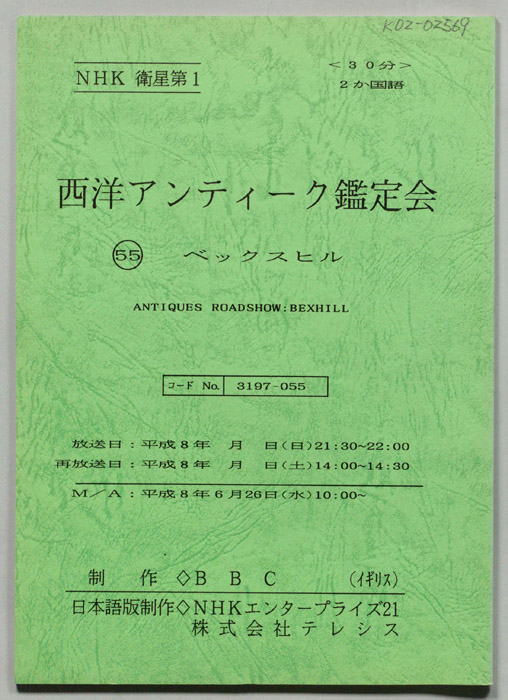 KO2-02569
NHK 衛星第1
<30分>
2か国語
西洋アンティーク鑑定会
55 ベックスヒル
ANTIQUES ROADSHOW:BEXHILL
コード No. 3197-055
放送日:平成8年 月 日(日)21:30~22:00
再放送日:平成8年 月 日(土)14:00~14:30
M/A:平成8年6月26日(水)10:00~
制 作◇BBC (イギリス)
日本語版制作◇NHKエンタープライズ21
株式会社テレシス